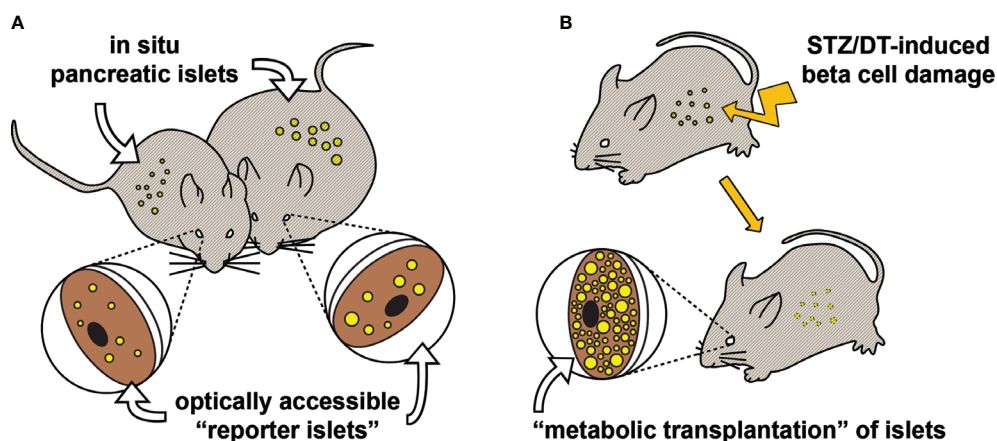 A
in situ
pancreatic islets
optically accessible
“reporter islets”
B
STZ/DT-induced
beta cell damage
“metabolic transplantation” of islets